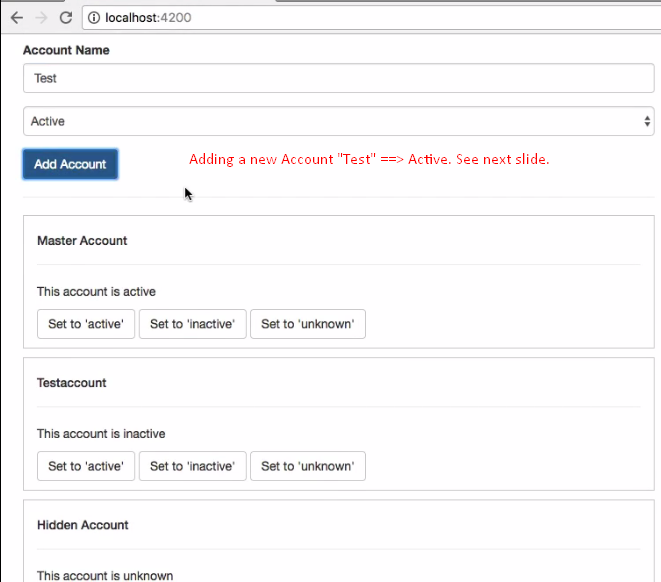 localhost:4200
Account Name
Test
Active
Add Account
Adding a new Account "Test" ==> Active. See next slide.
Master Account
This account is active
Set to 'active' Set to 'inactive' Set to 'unknown'
Testaccount
This account is inactive
Set to 'active' Set to 'inactive' Set to 'unknown'
Hidden Account
This account is unknown